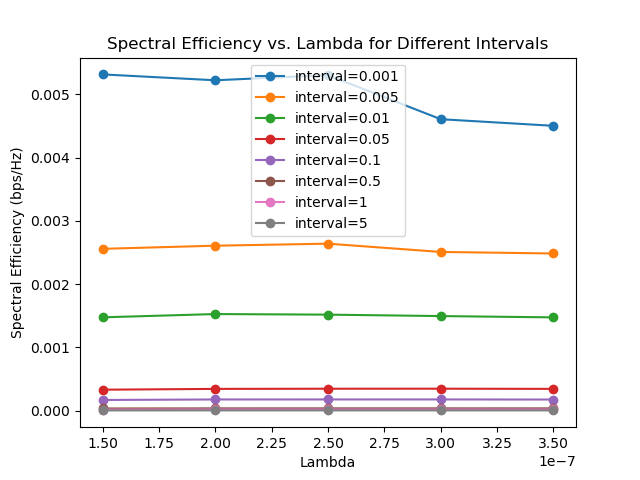 Spectral Efficiency vs. Lambda for Different Intervals
Spectral Efficiency (bps/Hz)
0.005
0.004
0.003
0.002
0.001
0.000
interval=0.001
interval=0.005
interval=0.01
interval=0.05
interval=0.1
interval=0.5
interval=1
interval=5
1.50 1.75 2.00 2.25 2.50 2.75 3.00 3.25 3.50
1e−7
Lambda